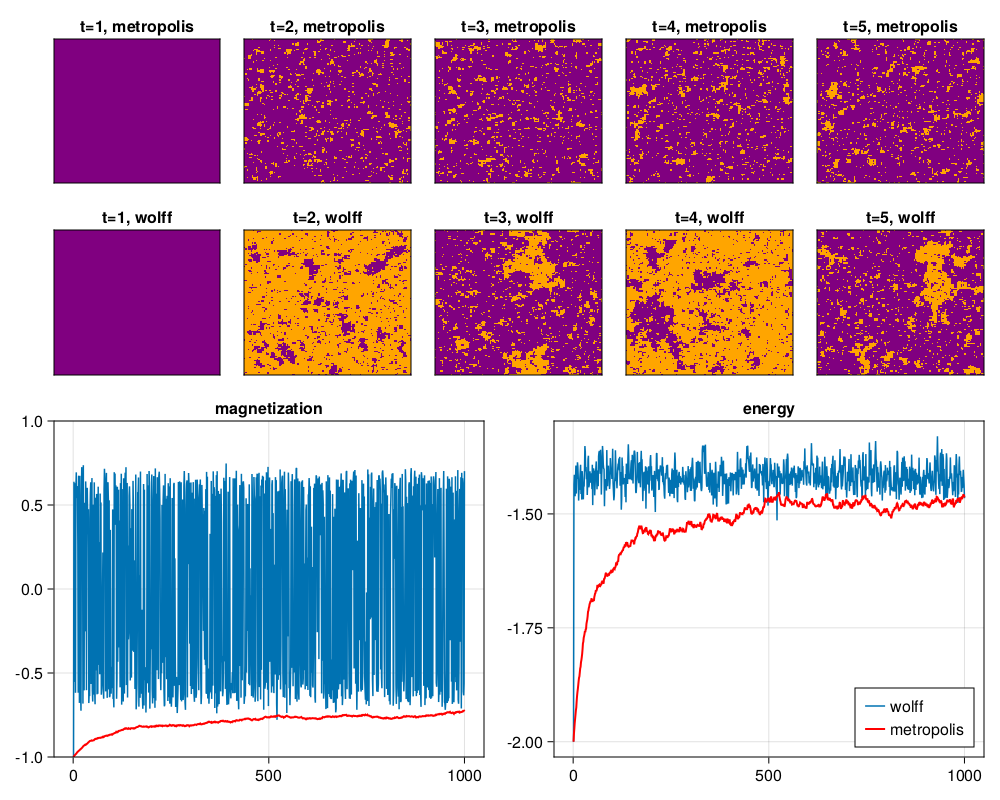 t=1, metropolis t=2, metropolis t=3, metropolis t=4, metropolis t=5, metropolis
t=1, wolff t=2, wolff t=3, wolff t=4, wolff t=5, wolff
magnetization
1.0
0.5
0.0
-0.5
-1.0
0 500 1000
energy
-1.50
-1.75
-2.00
wolff
metropolis
0 500 1000